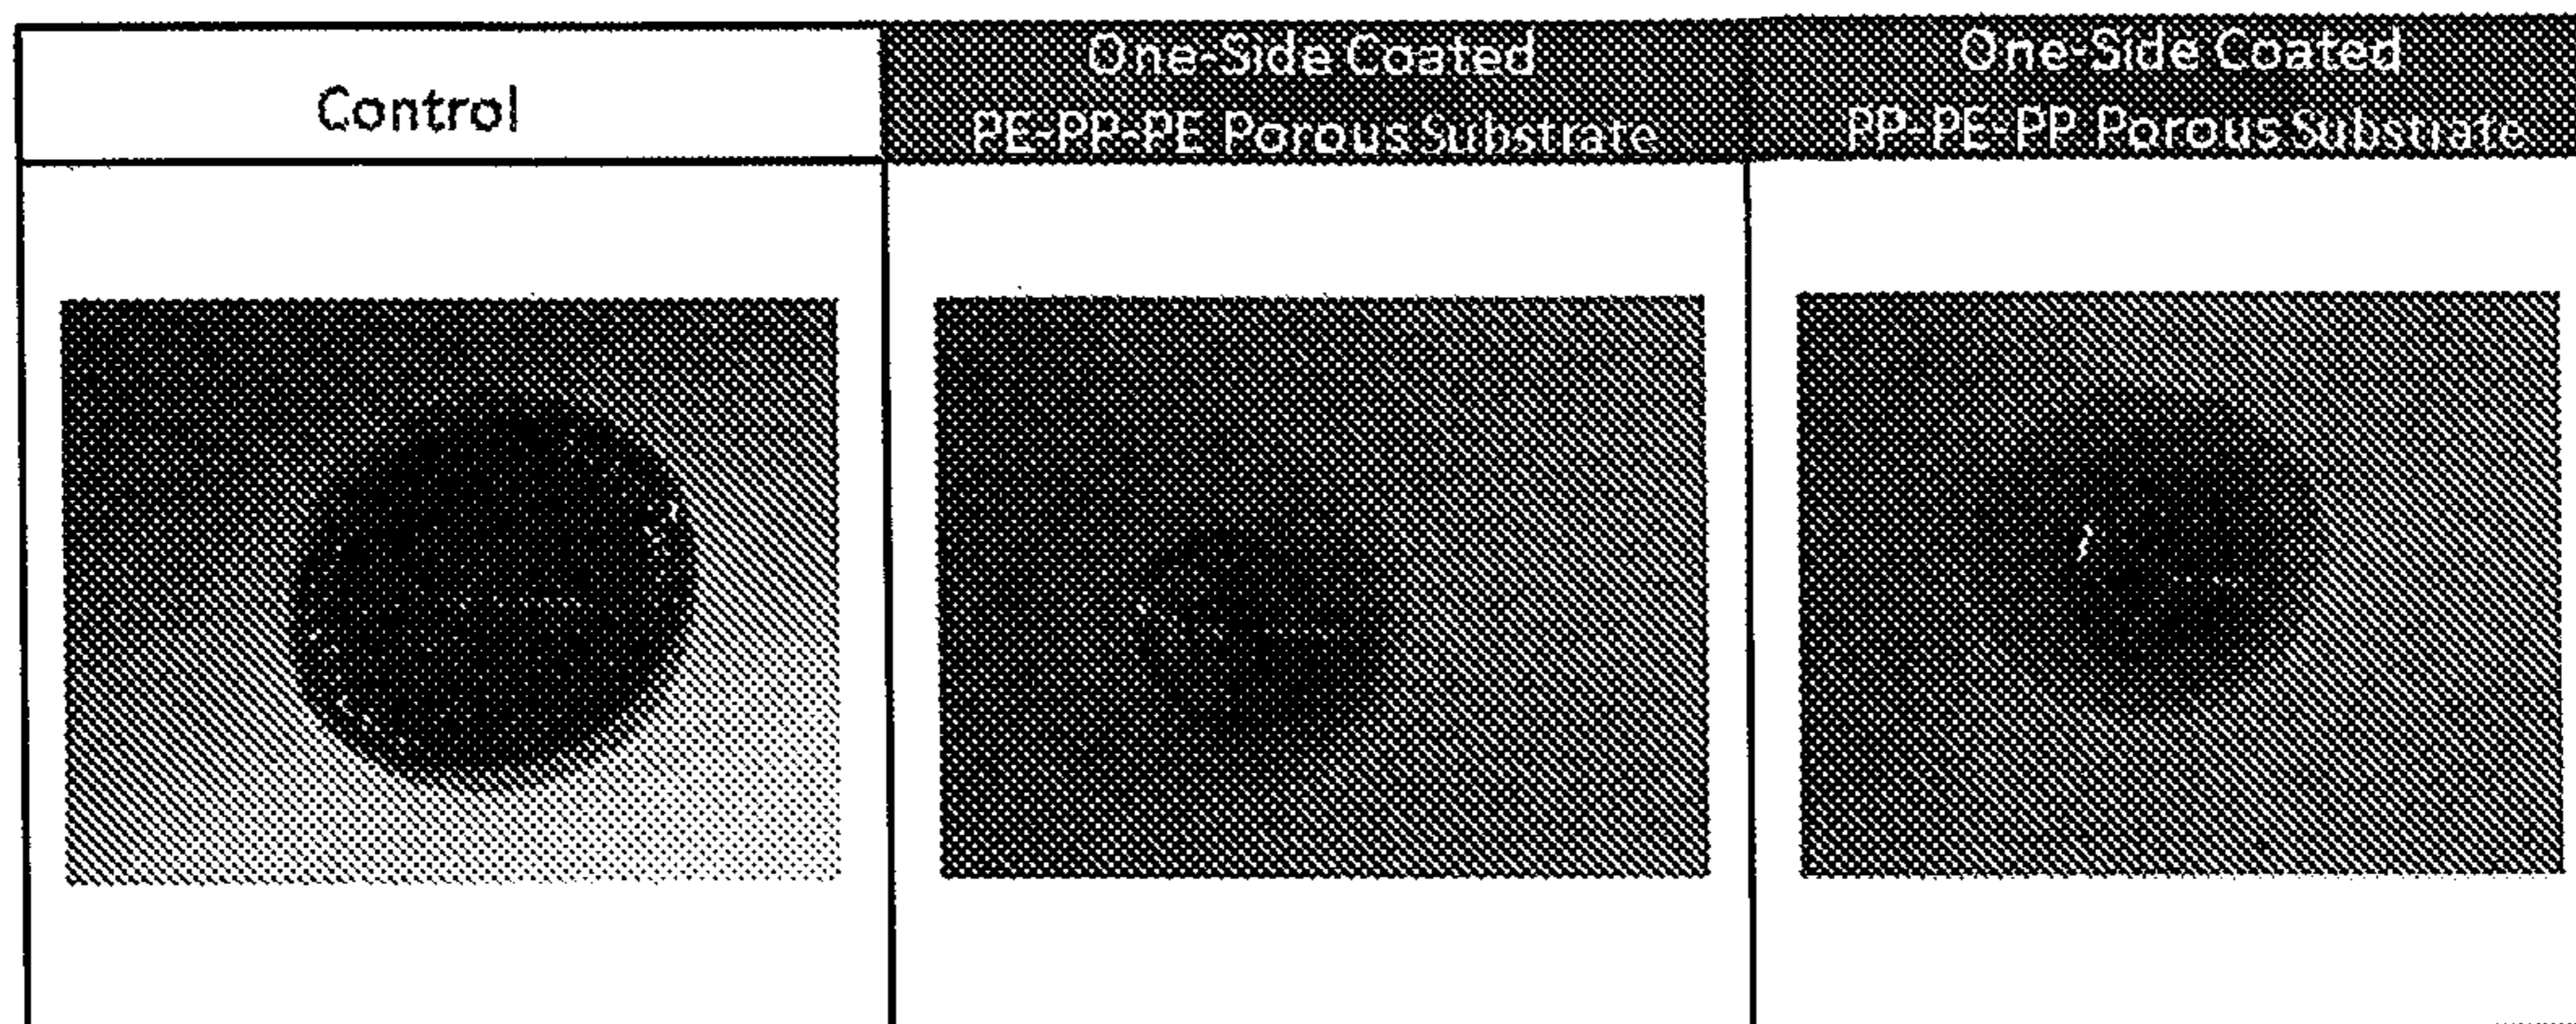 Control
One-Side Coated
PE-PP-PE Porous Substrate
One-Side Coated
PP-PE-PP Porous Substrate